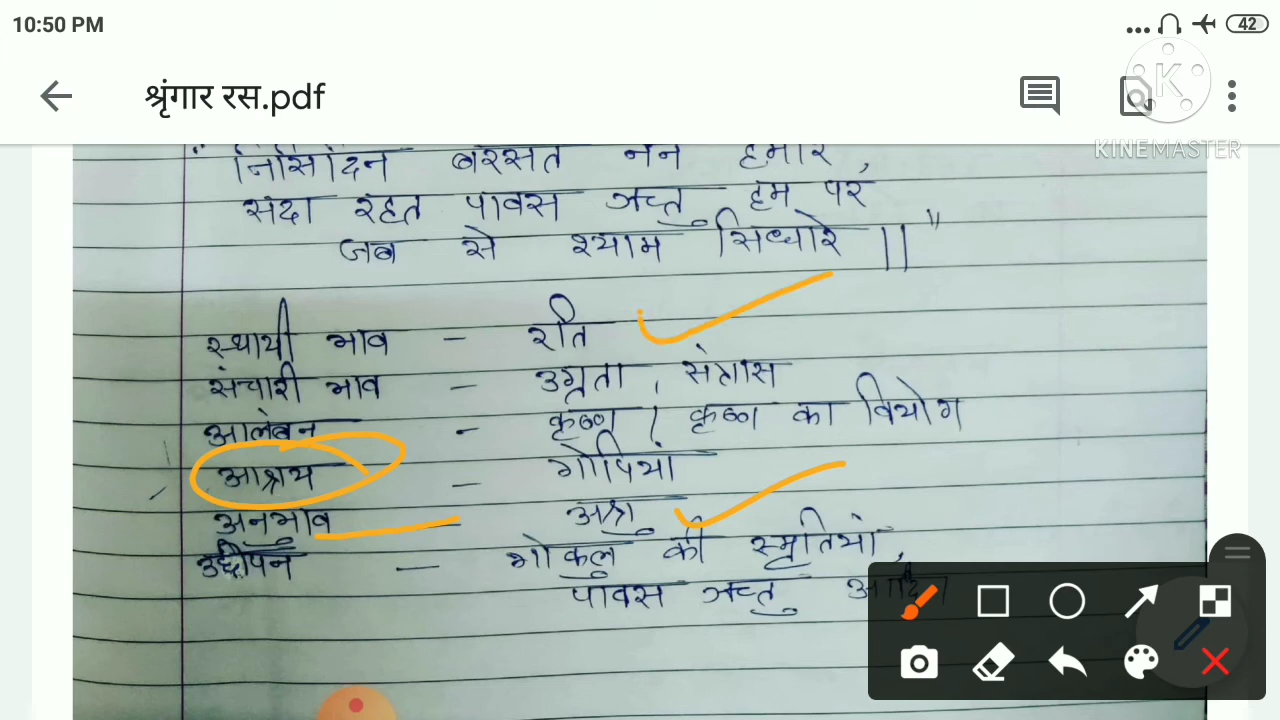 10:50 PM
42
श्रृंगार रस.pdf
KINEMASTER
" निसिदिन बरसत नैन हमारे,
सदा रहत पावस ऋतु हम पर
जब से श्याम सिधारे ||"
स्थायी भाव - रति
संचारी भाव - उग्रता, संत्रास
आलंबन - कृष्ण / कृष्ण का वियोग
आश्रय - गोपियां
अनुभाव - अश्रु
उद्दीपन - गोकुल की स्मृतियां,
पावस ऋतु आदि